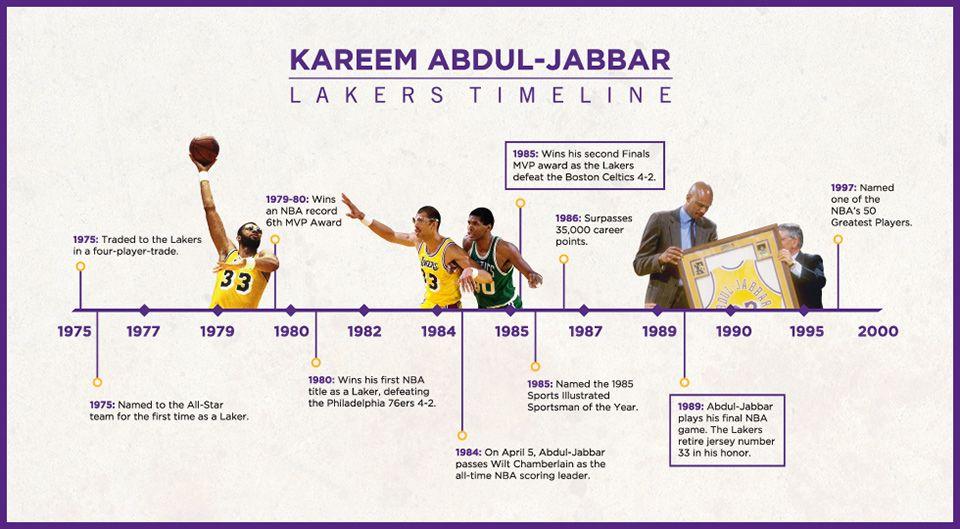 KAREEM ABDUL-JABBAR
LAKERS TIMELINE
1975: Traded to the Lakers
in a four-player-trade.
1979-80: Wins
an NBA record
6th MVP Award
1985: Wins his second Finals
MVP award as the Lakers
defeat the Boston Celtics 4-2.
1986: Surpasses
35,000 career
points.
1997: Named
one of the
NBA's 50
Greatest Players.
33
LAKERS
33
ABDUL-JABBAR
1975 1977 1979 1980 1982 1984 1985 1987 1989 1990 1995 2000
1975: Named to the All-Star
team for the first time as a Laker.
1980: Wins his first NBA
title as a Laker, defeating
the Philadelphia 76ers 4-2.
1984: On April 5, Abdul-Jabbar
passes Wilt Chamberlain as the
all-time NBA scoring leader.
1985: Named the 1985
Sports Illustrated
Sportsman of the Year.
1989: Abdul-Jabbar
plays his final NBA
game. The Lakers
retire jersey number
33 in his honor.